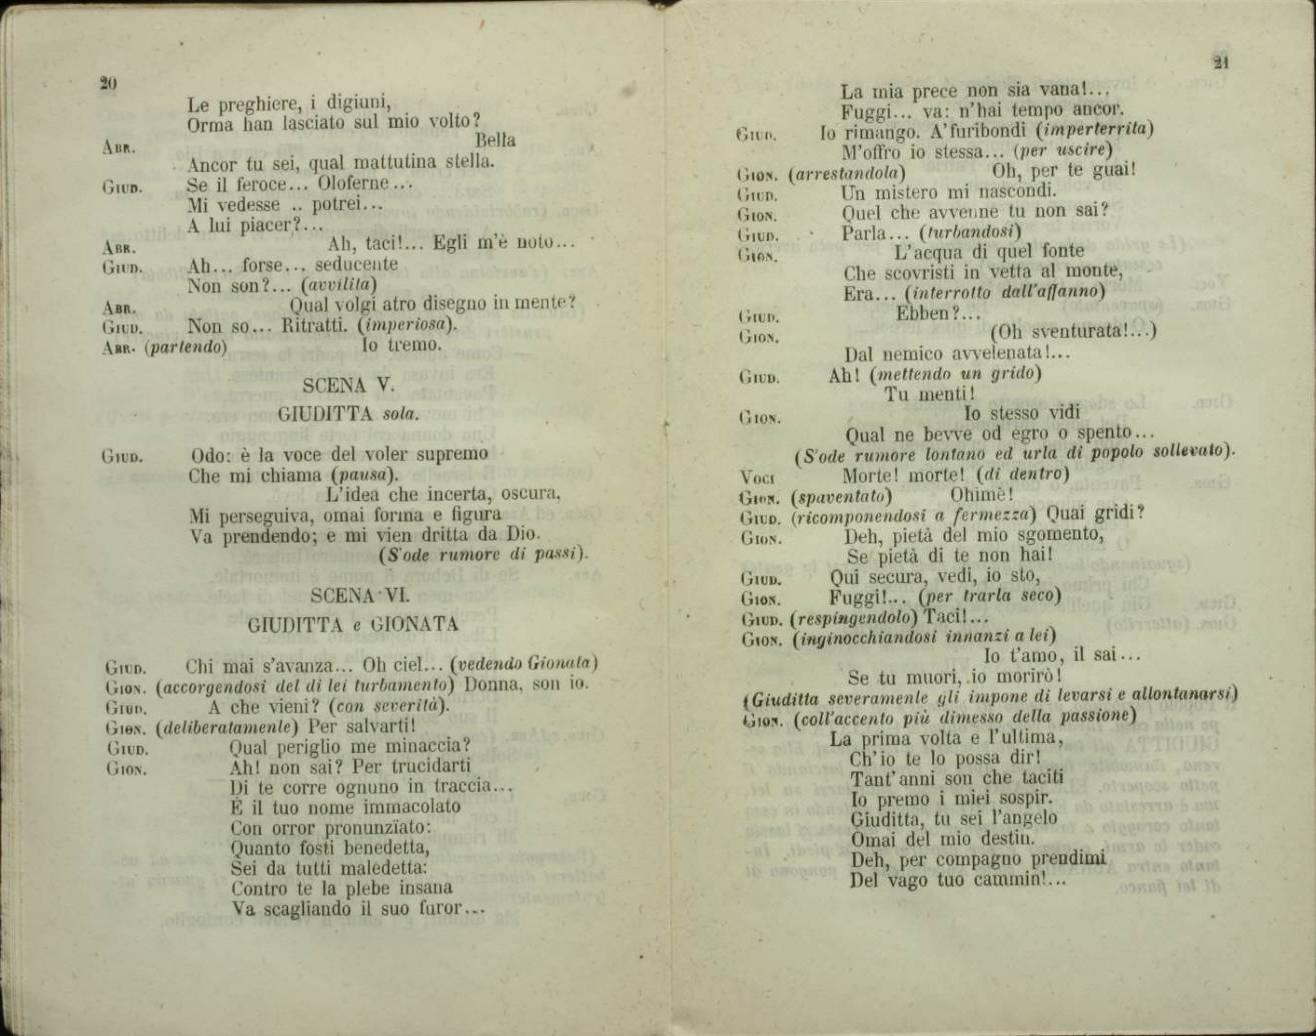 20
Le preghiere, i digiuni,
Orma han lasciato sul mio volto?
ABR. Bella
Ancor tu sei, qual mattutina stella.
GIUD. Se il feroce... Oloferne...
Mi vedesse .. potrei...
A lui piacer?...
ABR. Ah, taci!... Egli m'è noto...
GIUD. Ah... forse... seducente
Non son?... (avvilita)
ABR. Qual volgi atro disegno in mente?
GIUD. Non so... Ritratti. (imperiosa).
ABR. (partendo) Io tremo.
SCENA V.
GIUDITTA sola.
GIUD. Odo: è la voce del voler supremo
Che mi chiama (pausa).
L'idea che incerta, oscura,
Mi perseguiva, omai forma e figura
Va prendendo; e mi vien dritta da Dio.
(S'ode rumore di passi).
SCENA VI.
GIUDITTA e GIONATA
GIUD. Chi mai s'avanza... Oh ciel... (vedendo Gionata)
GION. (accorgendosi del di lei turbamento) Donna, son io.
GIUD. A che vieni? (con severità).
GION. (deliberatamente) Per salvarti!
GIUD. Qual periglio me minaccia?
GION. Ah! non sai? Per trucidarti
Di te corre ognuno in traccia...
È il tuo nome immacolato
Con orror pronunzïato:
Quanto fosti benedetta,
Sei da tutti maledetta:
Contro te la plebe insana
Va scagliando il suo furor...
21
La mia prece non sia vana!...
Fuggi... va: n'hai tempo ancor.
GIUD. Io rimango. A'furibondi (imperterrita)
M'offro io stessa... (per uscire)
GION. (arrestandola) Oh, per te guai!
GIUD. Un mistero mi nascondi.
GION. Quel che avvenne tu non sai?
GIUD. Parla... (turbandosi)
GION. L'acqua di quel fonte
Che scovristi in vetta al monte,
Era... (interrotto dall'affanno)
GIUD. Ebben?...
GION. (Oh sventurata!...)
Dal nemico avvelenata!...
GIUD. Ah! (mettendo un grido)
Tu menti!
GION. Io stesso vidi
Qual ne bevve od egro o spento...
(S'ode rumore lontano ed urla di popolo sollevato).
VOCI Morte! morte! (di dentro)
GION. (spaventato) Ohimè!
GIUD. (ricomponendosi a fermezza) Quai gridi?
GION. Deh, pietà del mio sgomento,
Se pietà di te non hai!
GIUD. Qui secura, vedi, io sto,
GION. Fuggi!... (per trarla seco)
GIUD. (respingendolo) Taci!...
GION. (inginocchiandosi innanzi a lei)
Io t'amo, il sai...
Se tu muori, io morirò!
(Giuditta severamente gli impone di levarsi e allontanarsi)
GION. (coll'accento più dimesso della passione)
La prima volta e l'ultima,
Ch'io te lo possa dir!
Tant'anni son che taciti
Io premo i miei sospir.
Giuditta, tu sei l'angelo
Omai del mio destin.
Deh, per compagno prendimi
Del vago tuo cammin!...